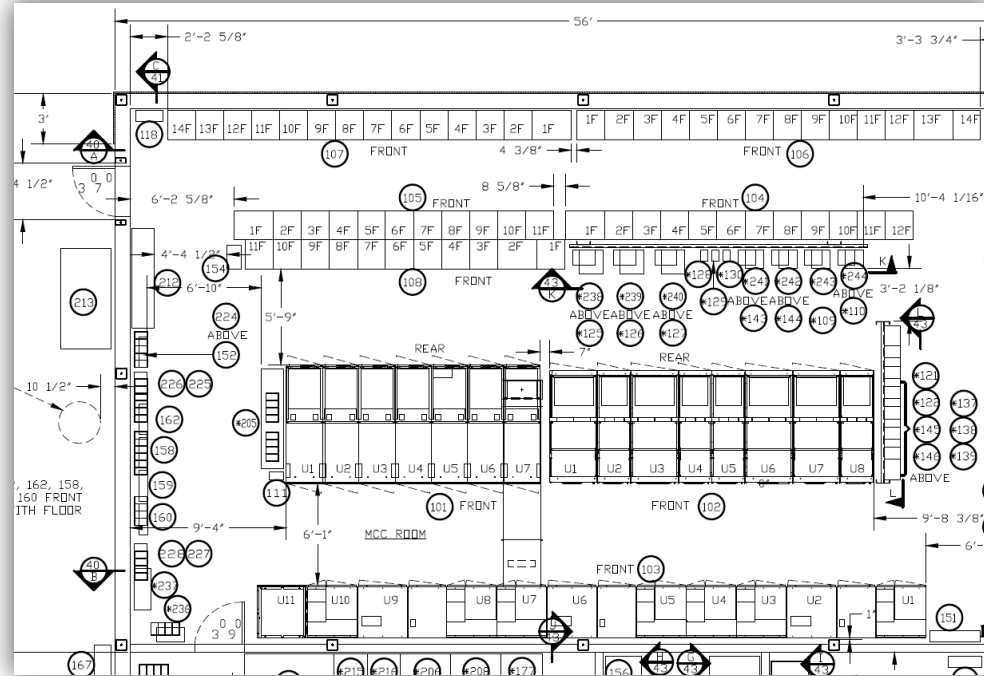 56'
2'-2 5/8"
3'-3 3/4"
C
41
3'
118
14F 13F 12F 11F 10F 9F 8F 7F 6F 5F 4F 3F 2F 1F
1F 2F 3F 4F 5F 6F 7F 8F 9F 10F 11F 12F 13F 14F
40
A
107 FRONT
4 3/8"
FRONT 106
4 1/2"
3 7 0 0
6'-2 5/8"
105 FRONT
8 5/8"
FRONT 104
10'-4 1/16"
1F 2F 3F 4F 5F 6F 7F 8F 9F 10F 11F
1F 2F 3F 4F 5F 6F 7F 8F 9F 10F 11F 12F
11F 10F 9F 8F 7F 6F 5F 4F 3F 2F 1F
4'-4 1/2"
154
212
6'-10"
108 FRONT
43
K
*128 *130 *241 *242 *243 *244
K
213
3'-2 1/8"
*238 *239 *240 *129 ABOVE ABOVE ABOVE
224
ABOVE
5'-9"
ABOVE ABOVE ABOVE *143 *144 *109 *110
*125 *126 *127
L
43
152
REAR
7"
REAR
10 1/2"
226 225
*121
162
*122 *137
*205
*145 *138
158
*146 *139
U1 U2 U3 U4 U5 U6 U7
U1 U2 U3 U4 U5 U6 U7 U8
ABOVE
, 162, 158,
160 FRONT
ITH FLOOR
159
111
6"
L
160
101 FRONT
FRONT 102
9'-4"
6'-1"
MCC ROOM
9'-8 3/8"
6'-
228 227
40
B
FRONT 103
*237
*236
U11 U10 U9 U8 U7 U6 U5 U4 U3 U2 U1
3 9
1"
151
43
167
*215 *216 *206 *208 *177
156
H
43
G
43
I
43